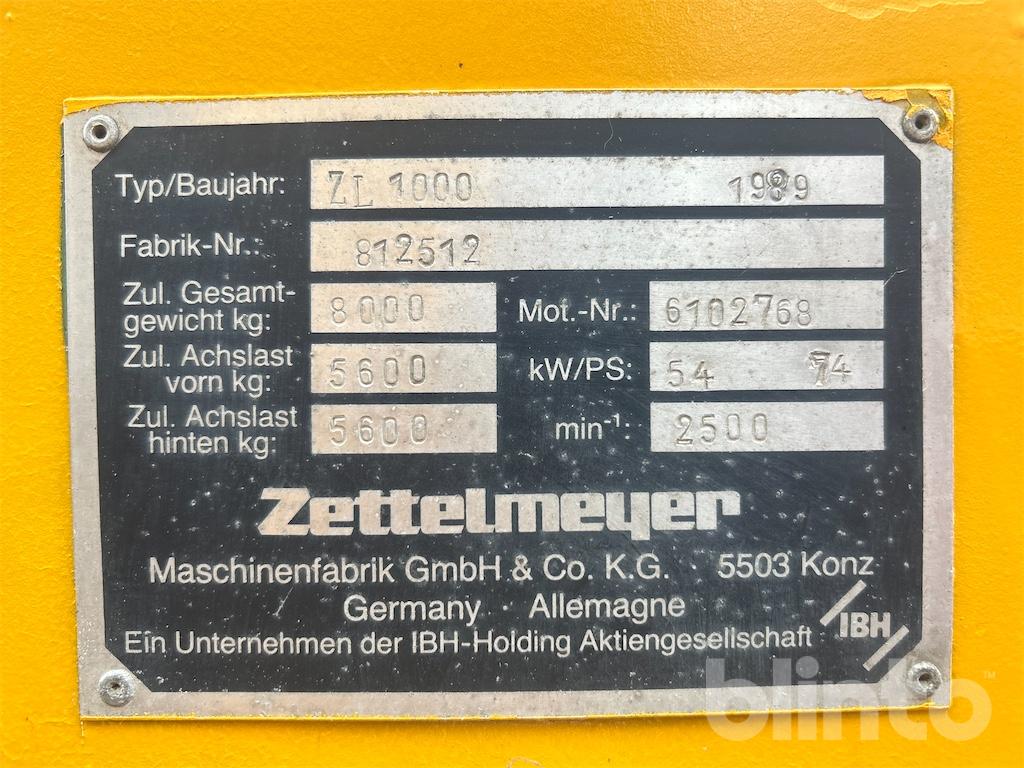 Typ/Baujahr: ZL 1000 1989
Fabrik-Nr.: 812512
Zul. Gesamt-
gewicht kg: 8000 Mot.-Nr.: 6102768
Zul. Achslast
vorn kg: 5600 kW/PS: 54 74
Zul. Achslast
hinten kg: 5600 min⁻¹: 2500
Zettelmeyer
Maschinenfabrik GmbH & Co. K.G. · 5503 Konz
Germany · Allemagne
Ein Unternehmen der IBH-Holding Aktiengesellschaft
IBH
blinto™